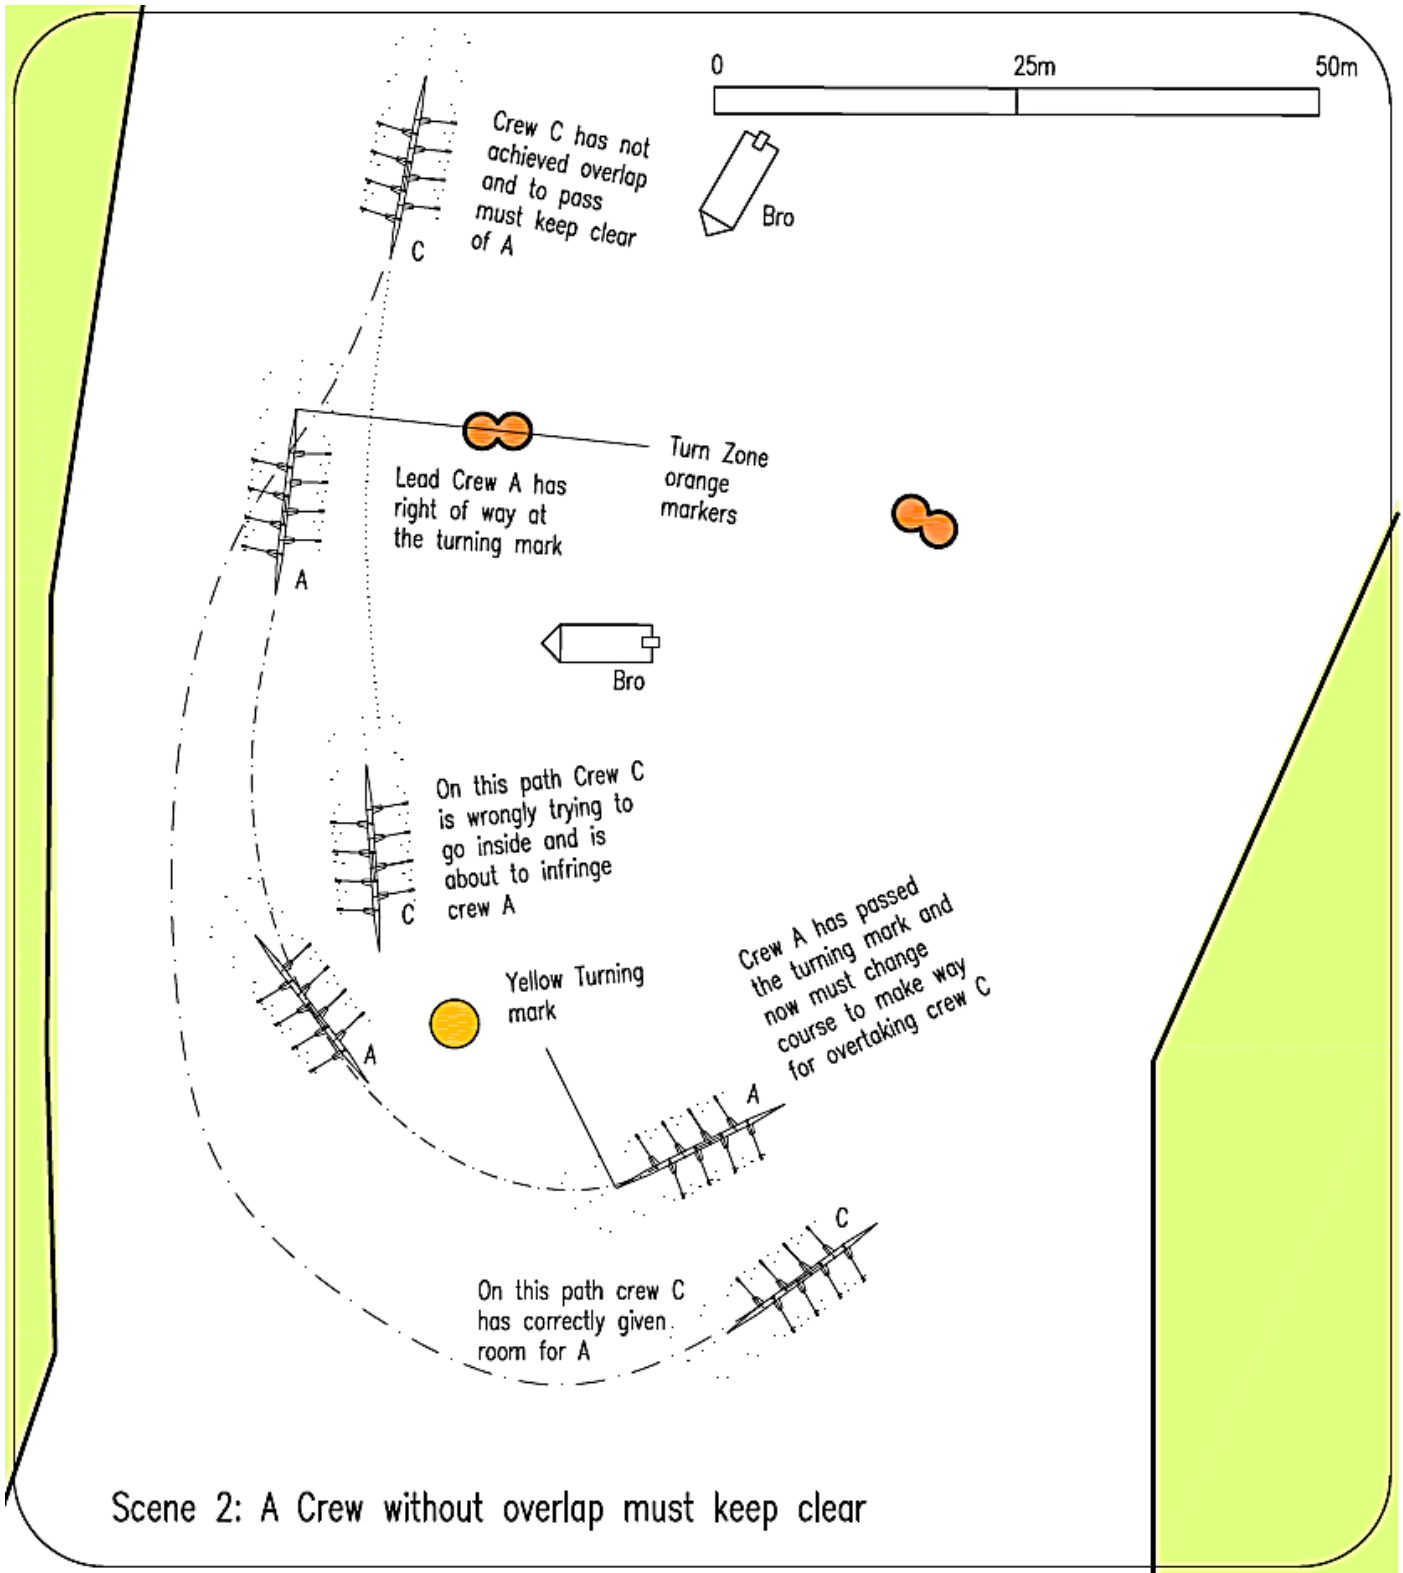 0 25m 50m
Crew C has not
achieved overlap
and to pass
must keep clear
of A
Bro
C
Turn Zone
orange
markers
Lead Crew A has
right of way at
the turning mark
A
Bro
On this path Crew C
is wrongly trying to
go inside and is
about to infringe
crew A
C
Crew A has passed
the turning mark and
now must change
course to make way
for overtaking crew C
Yellow Turning
mark
A
A
C
On this path crew C
has correctly given
room for A
Scene 2: A Crew without overlap must keep clear